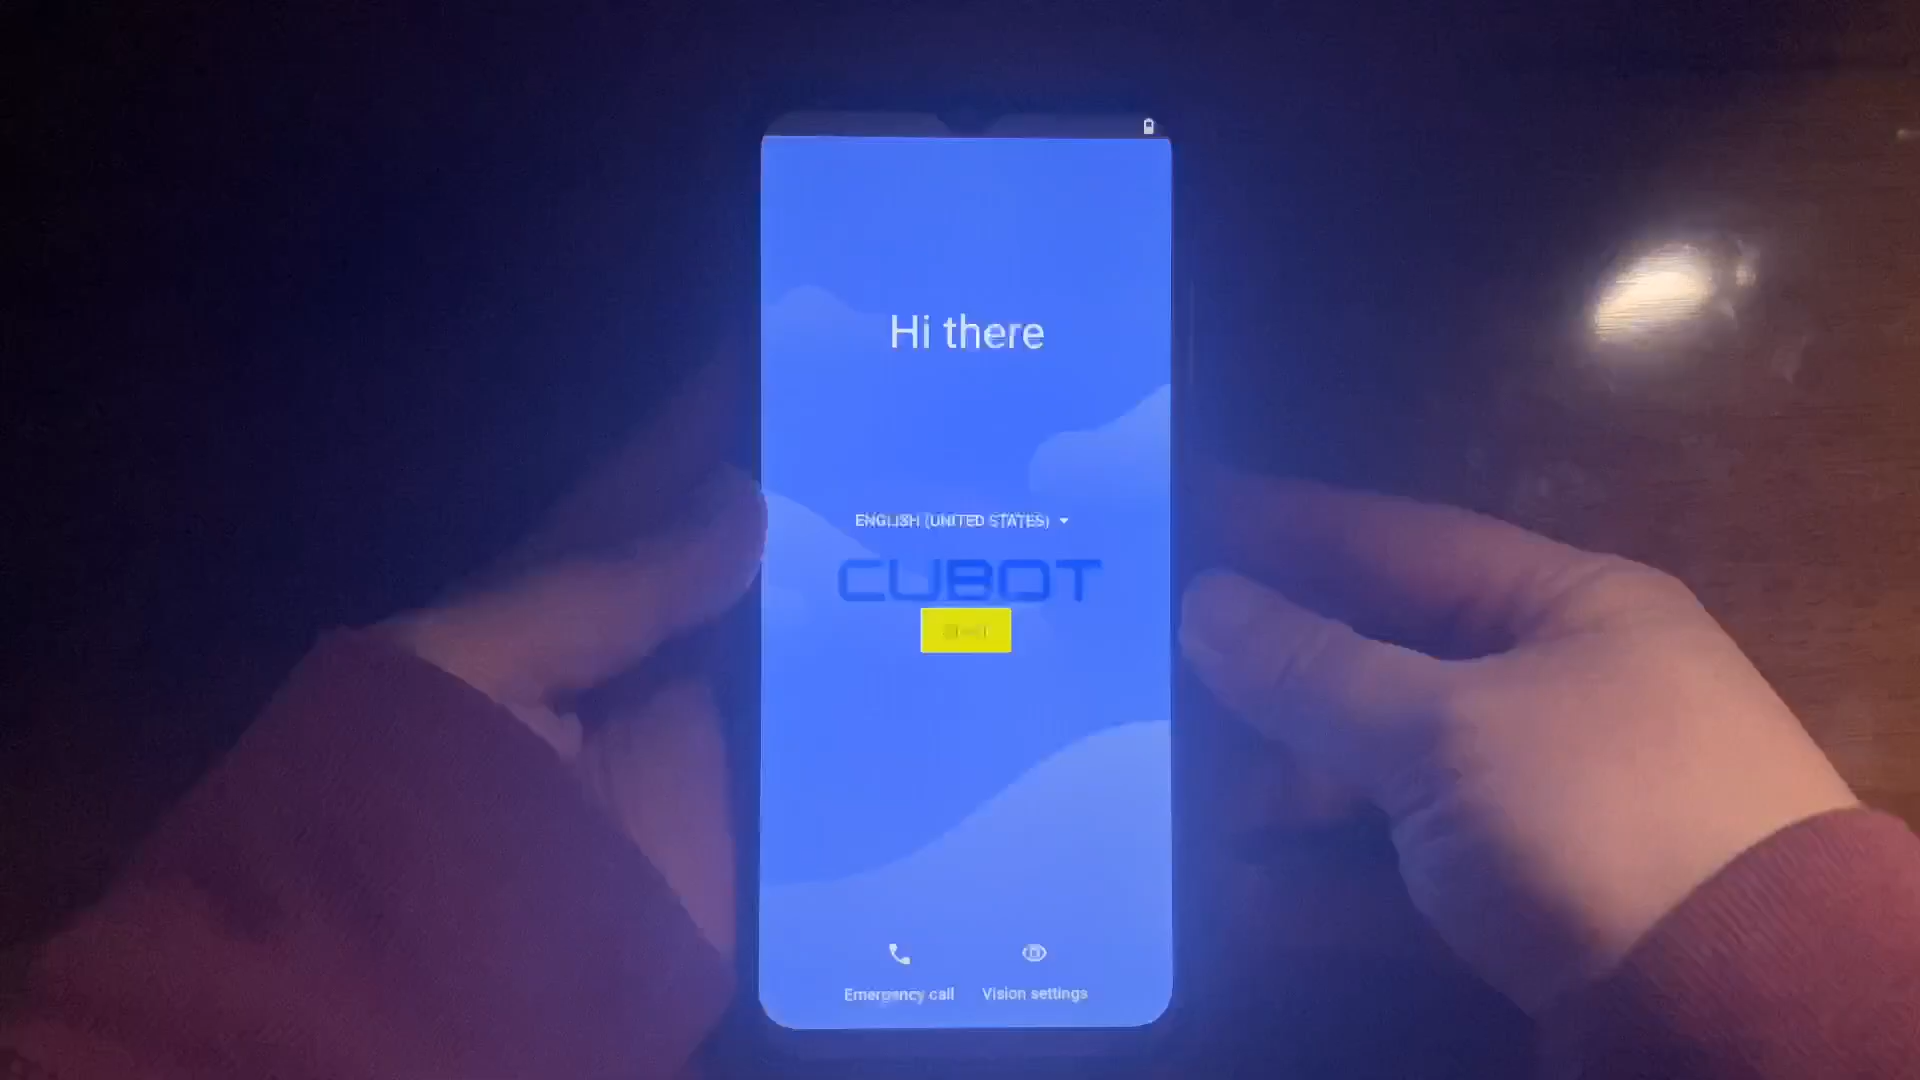 Hi there
ENGLISH (UNITED STATES)
CUBOT
Emergency call
Vision settings